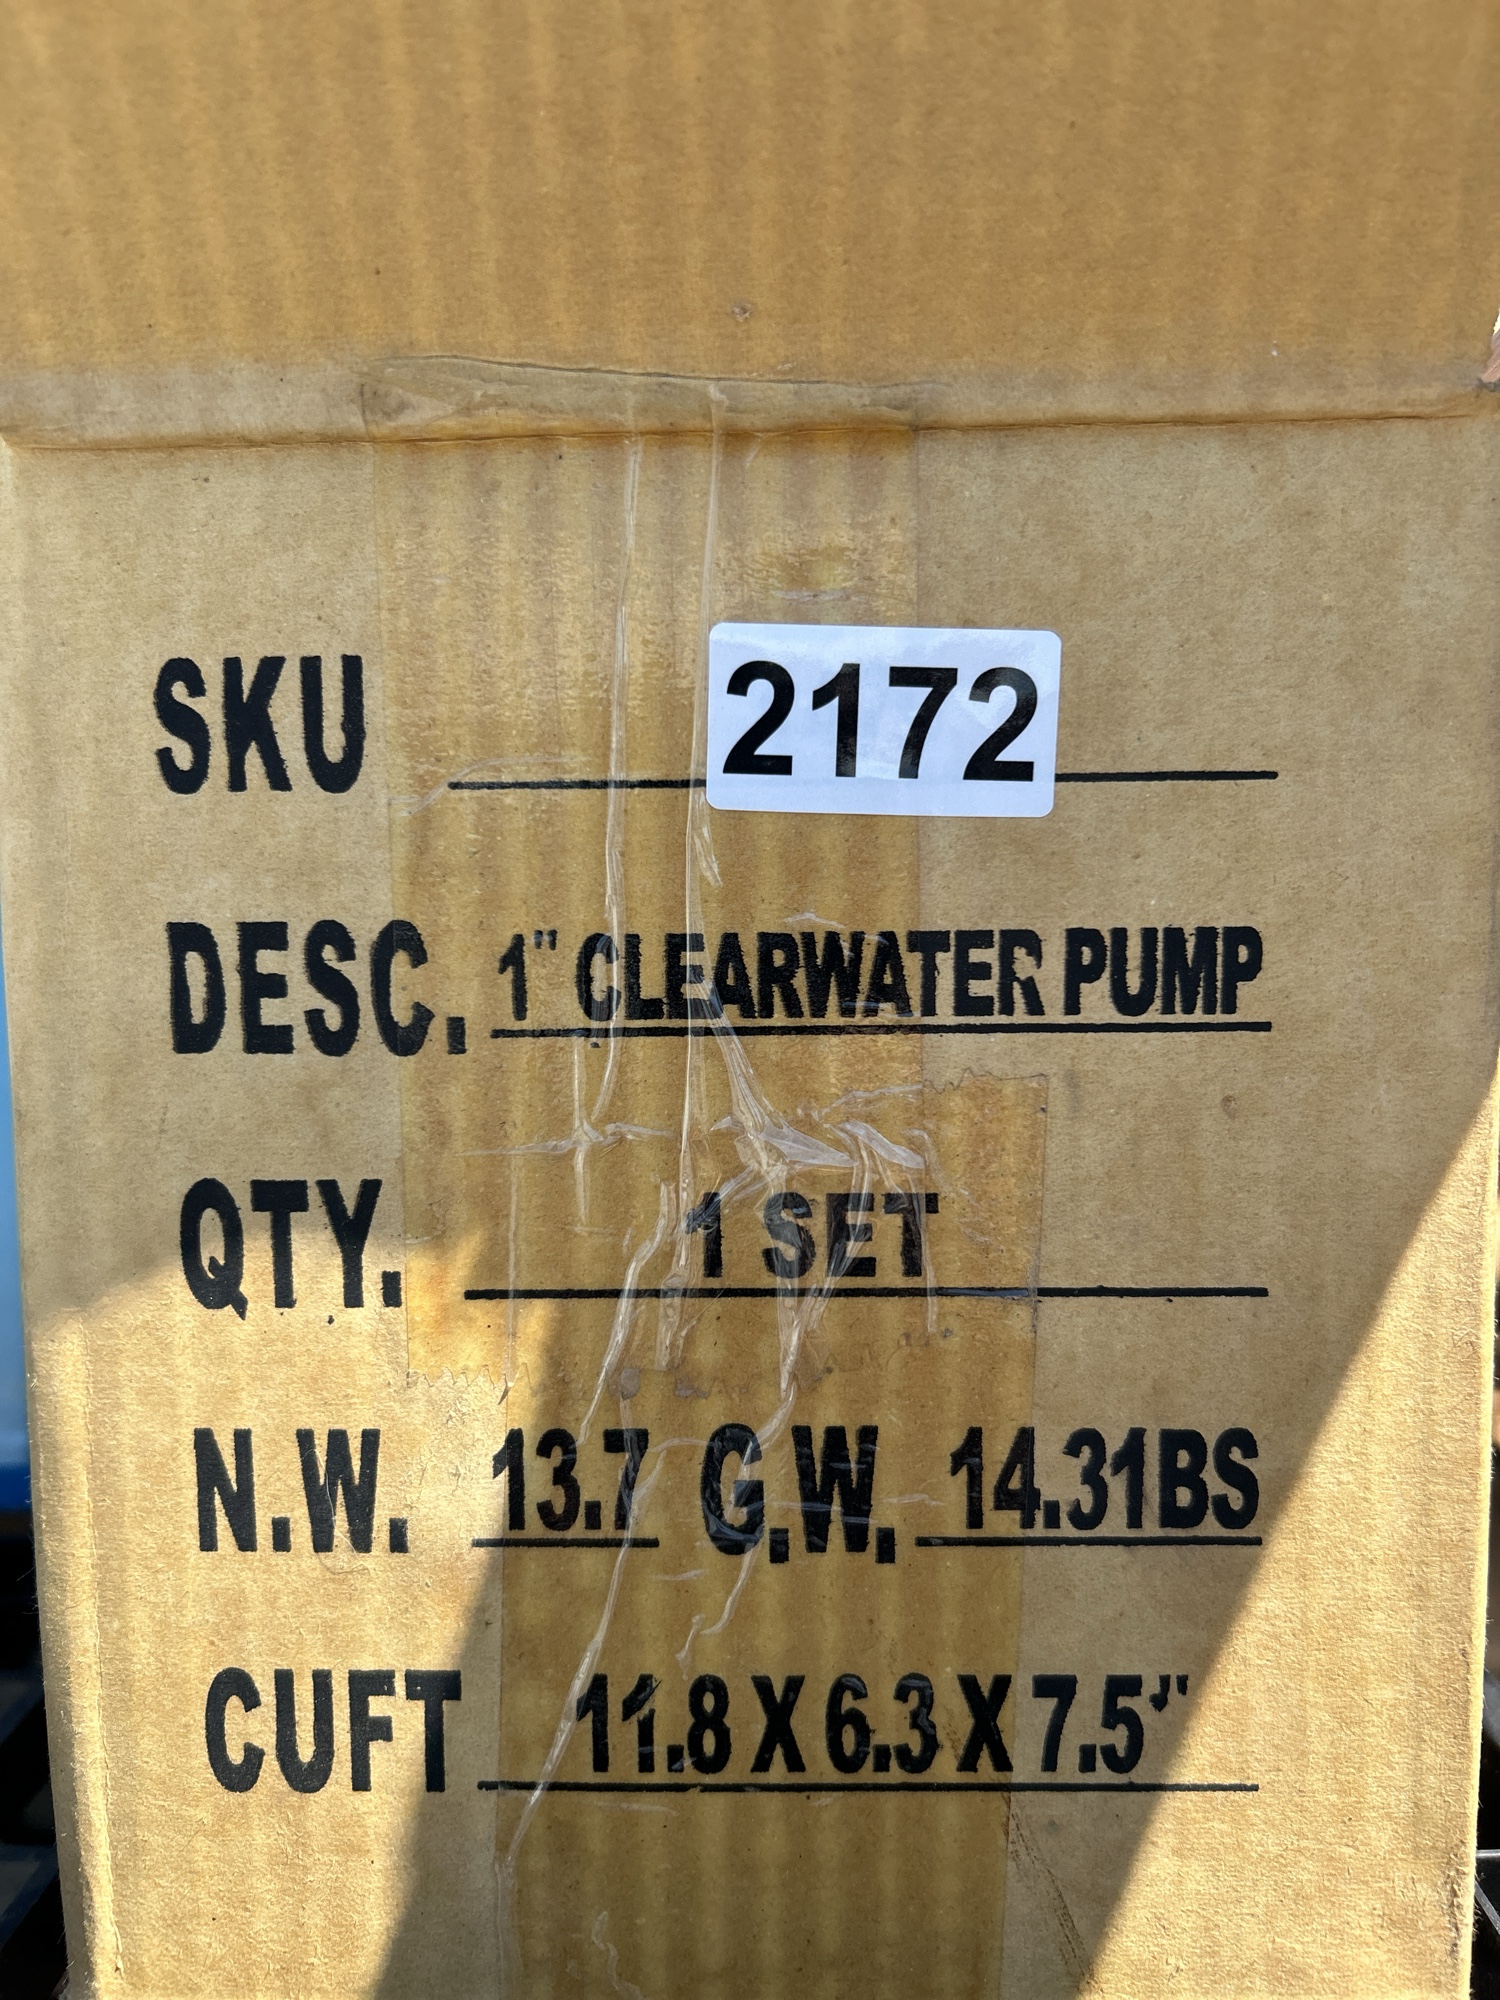 SKU 2172
DESC. 1" CLEARWATER PUMP
QTY. 1 SET
N.W. 13.7 G.W. 14.31BS
CUFT 11.8 X 6.3 X 7.5"